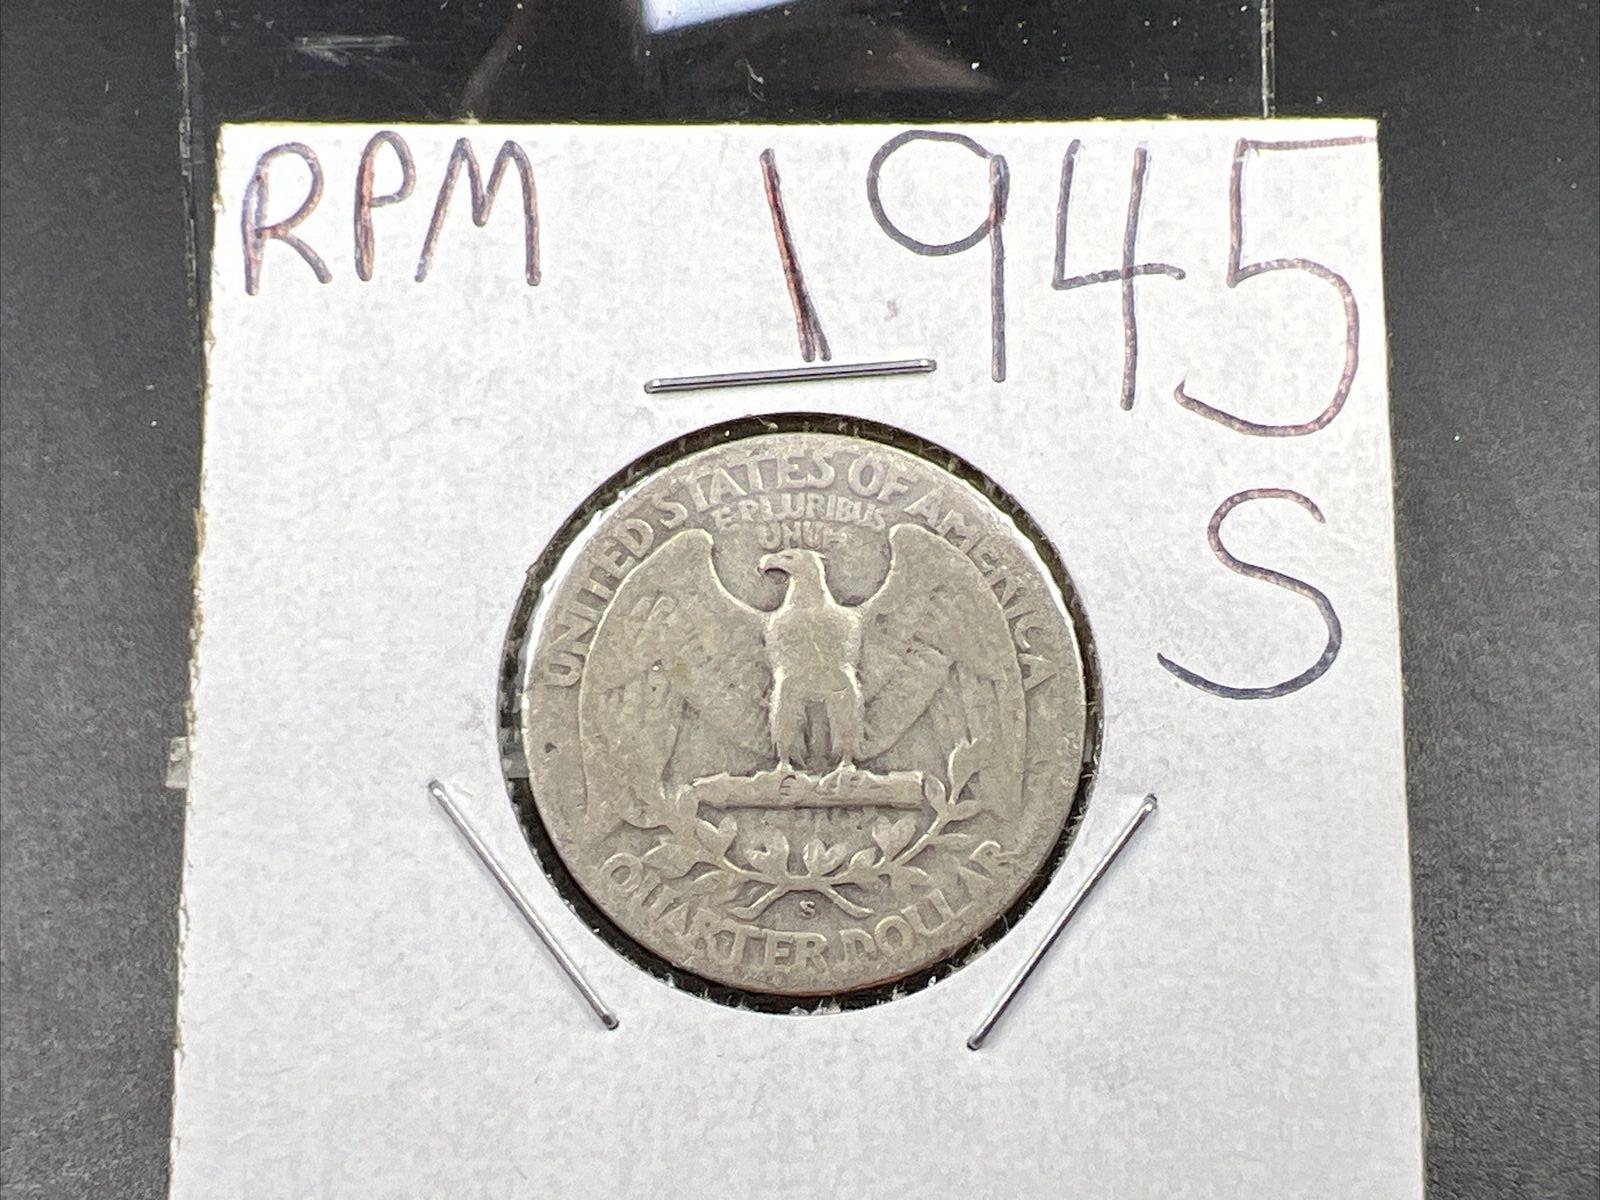 RPM 1945
S
UNITED STATES OF AMERICA
E PLURIBUS
UNUM
S
QUARTER DOLLAR